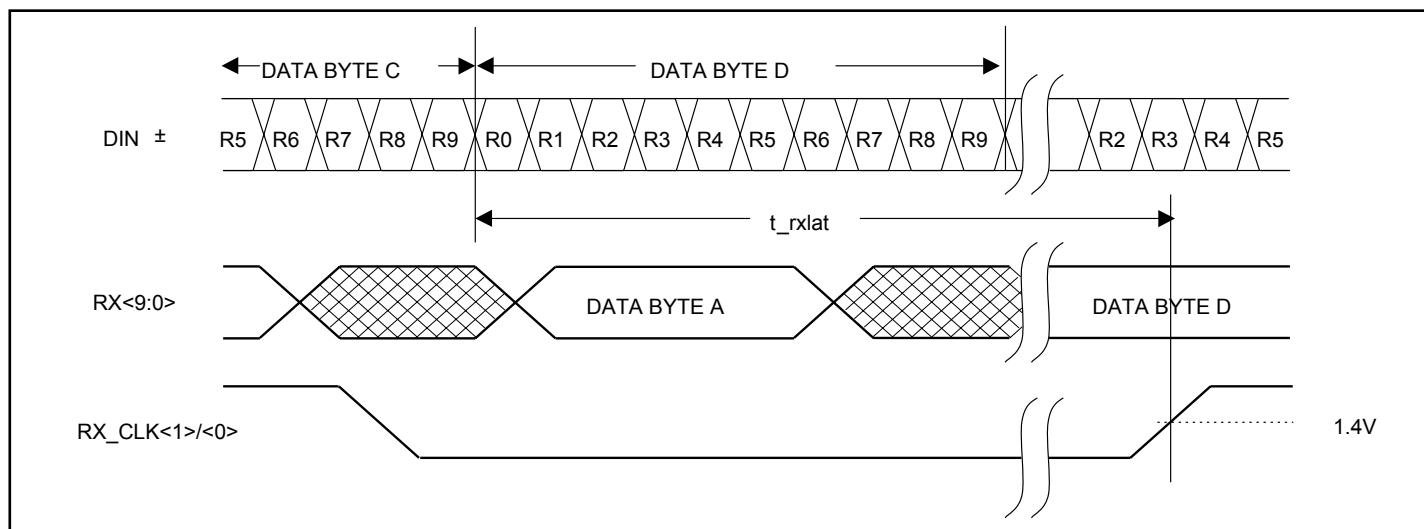 DATA BYTE C DATA BYTE D
DIN ± R5 R6 R7 R8 R9 R0 R1 R2 R3 R4 R5 R6 R7 R8 R9 R2 R3 R4 R5
t_rxlat
RX<9:0> DATA BYTE A DATA BYTE D
RX_CLK<1>/<0> 1.4V